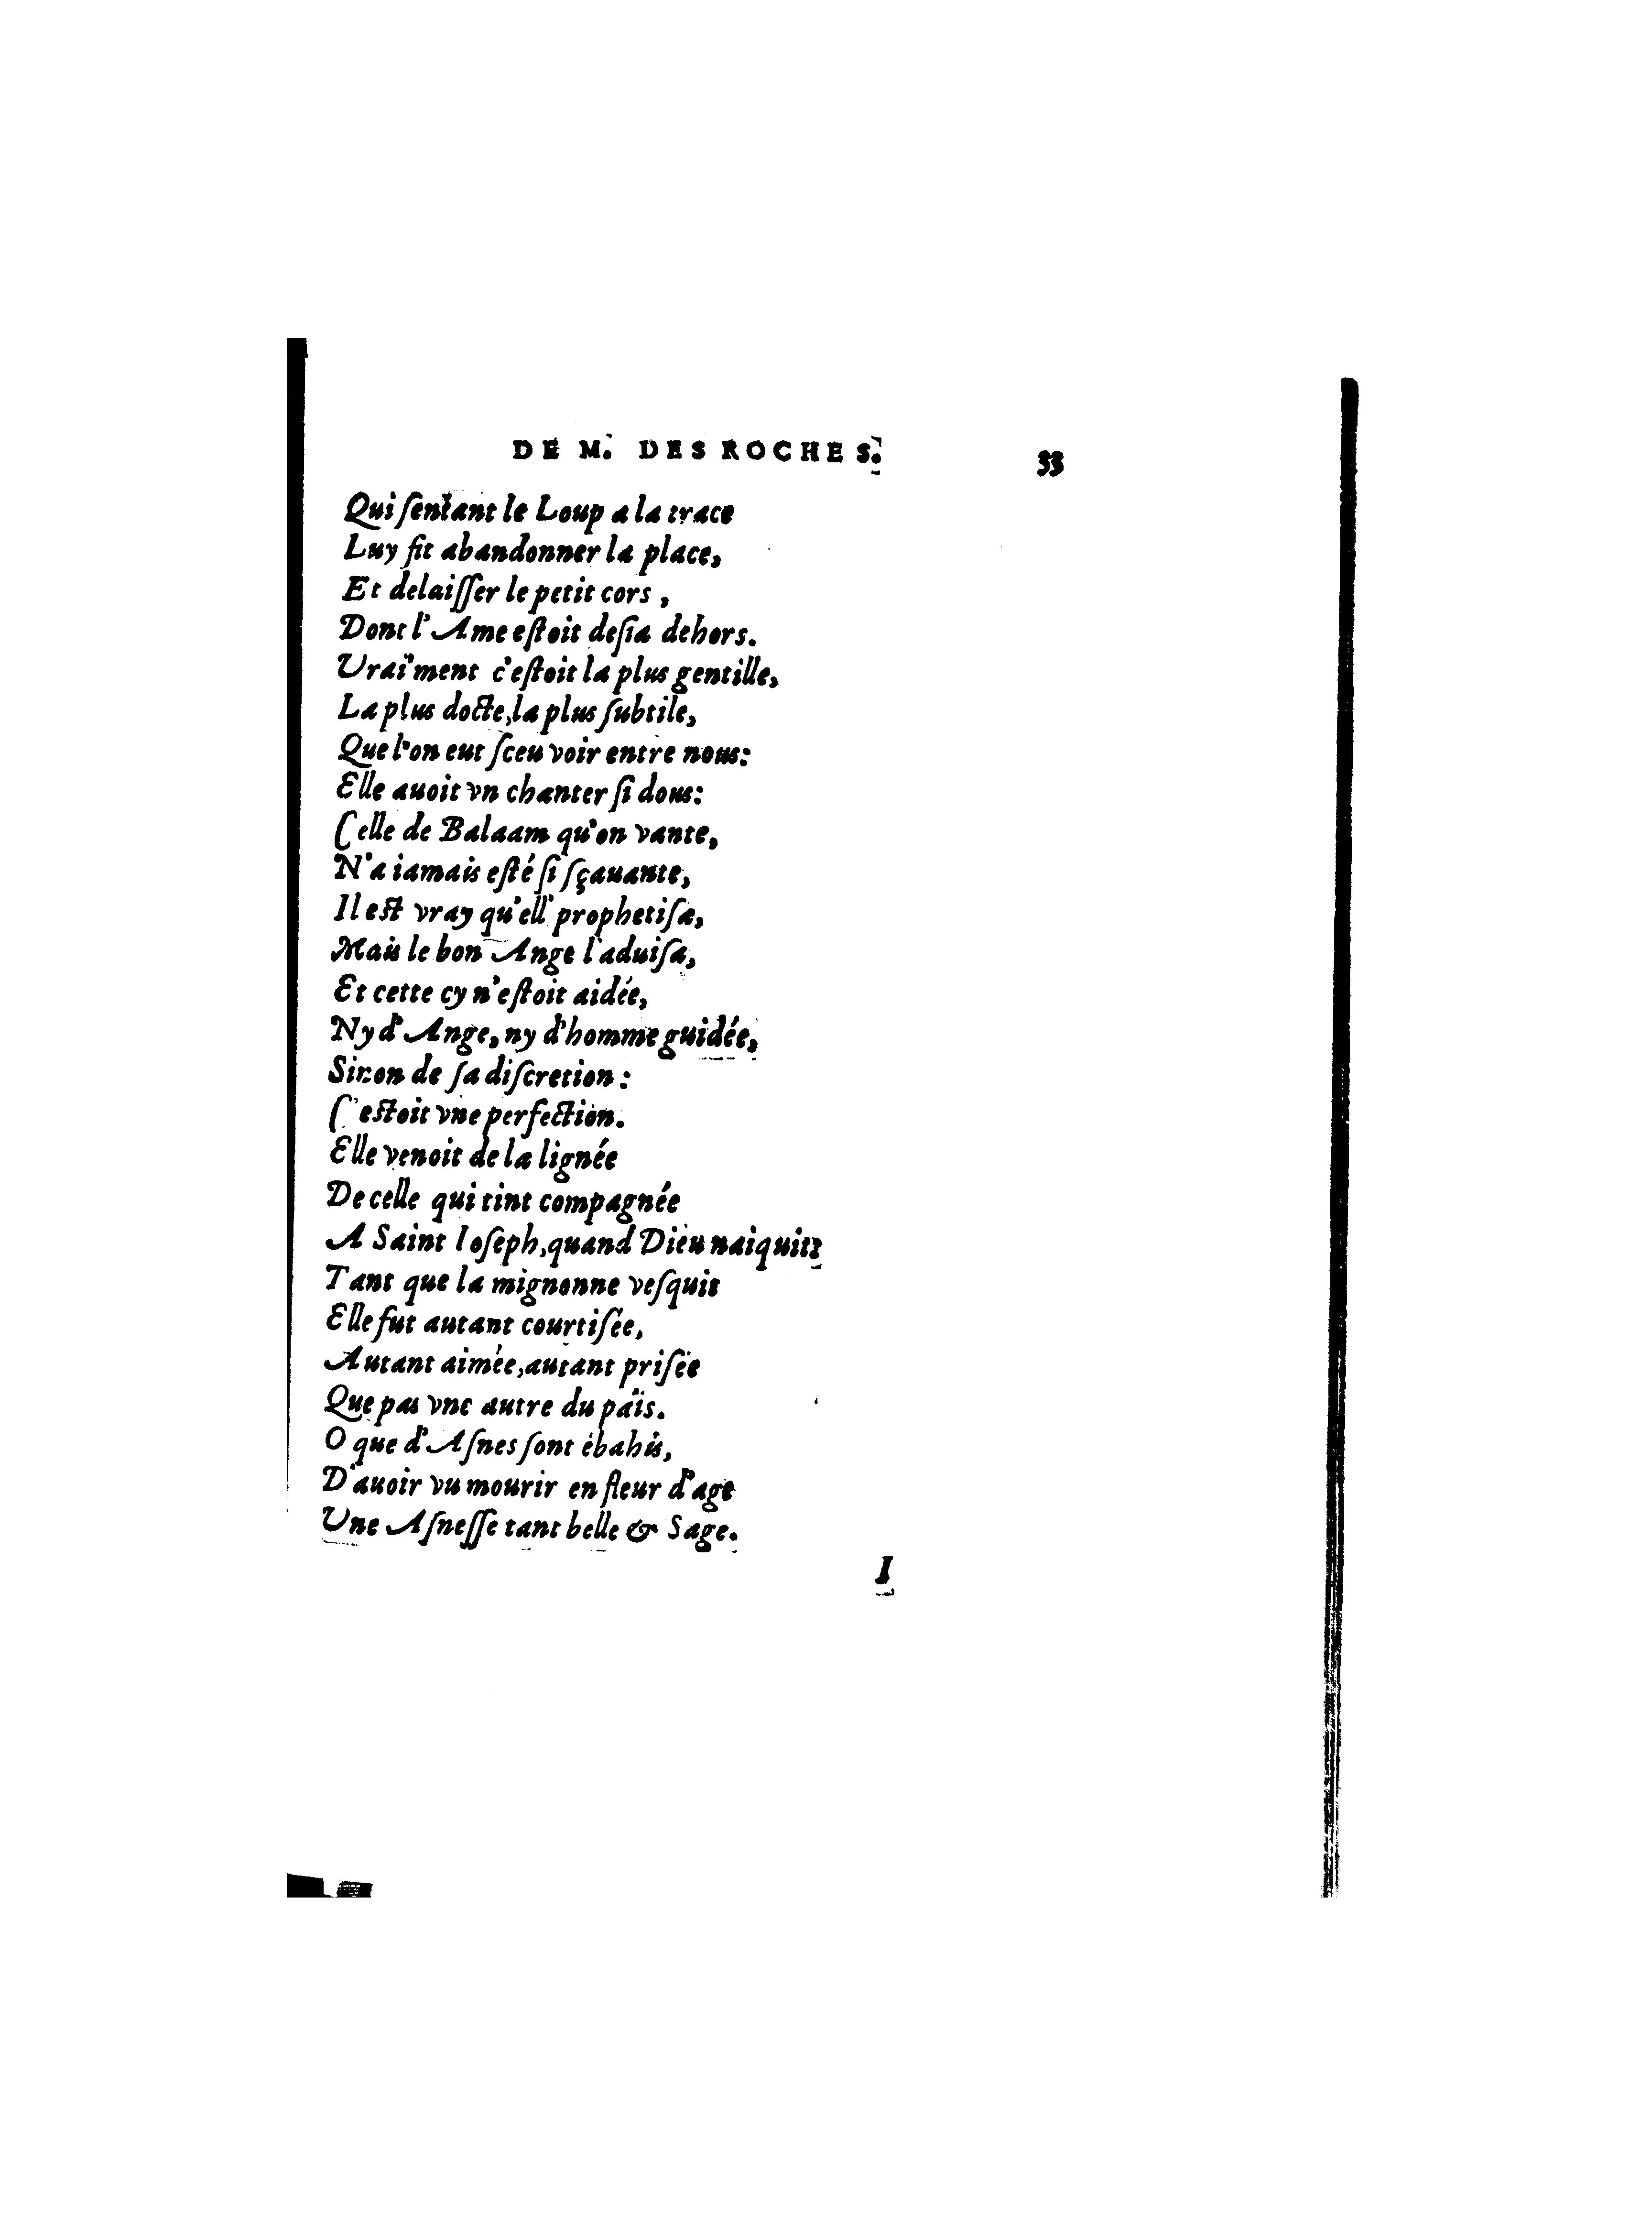 DE M. DES ROCHES. 33
Qui ſentant le Loup a la trace
Luy fit abandonner la place,
Et delaiſſer le petit cors,
Dont l'Ame eſtoit deſia dehors.
Vraïment c'eſtoit la plus gentille,
La plus docte, la plus ſubtile,
Que l'on eut ſceu voir entre nous:
Elle auoit vn chanter ſi dous:
Celle de Balaam qu'on vante,
N'a iamais eſté ſi ſçauante,
Il eſt vray qu'ell' prophetiſa,
Mais le bon Ange l'aduiſa,
Et cette cy n'eſtoit aidée,
Ny d'Ange, ny d'homme guidée,
Sinon de ſa diſcretion:
C'eſtoit vne perfection.
Elle venoit de la lignée
De celle qui tint compagnée
A Saint Ioſeph, quand Dieu naiquit:
Tant que la mignonne veſquit
Elle fut autant courtiſée,
Autant aimée, autant priſée
Que pas vne autre du païs.
O que d'Aſnes ſont ébahis,
D'auoir vu mourir en fleur d'age
Vne Aſneſſe tant belle & Sage.
I